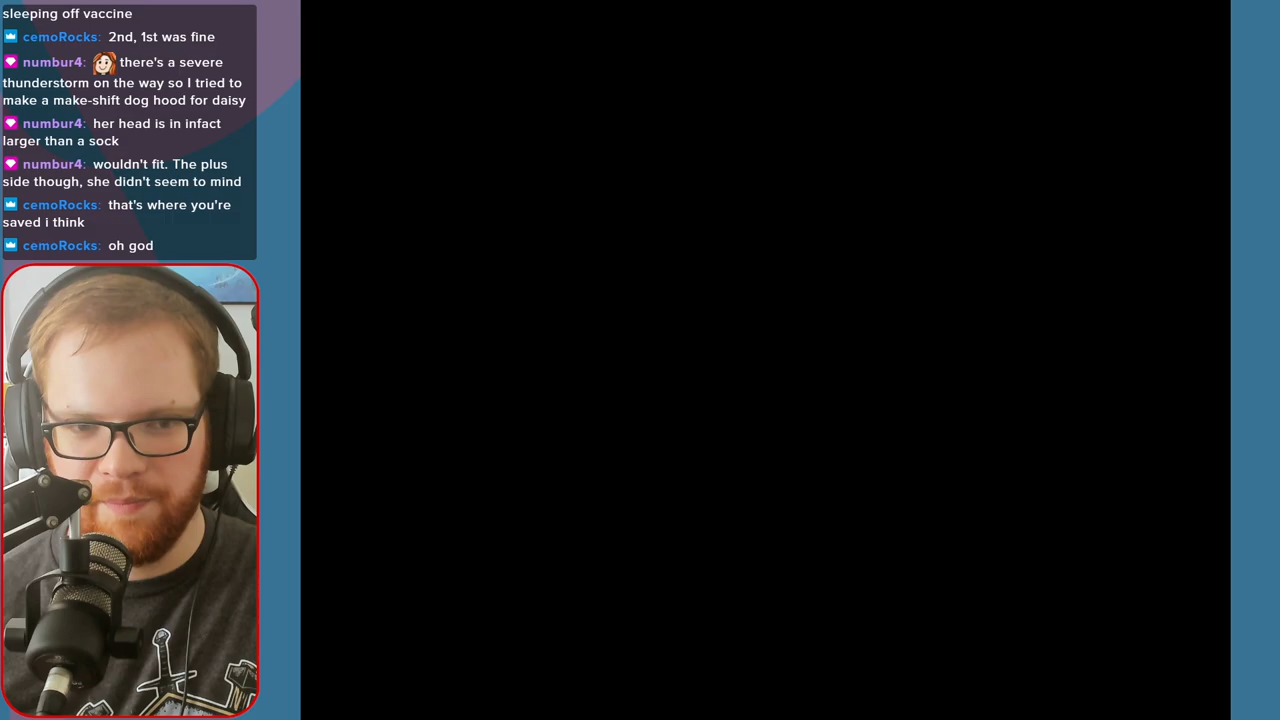 sleeping off vaccine
cemoRocks: 2nd, 1st was fine
numbur4: there's a severe
thunderstorm on the way so I tried to
make a make-shift dog hood for daisy
numbur4: her head is in infact
larger than a sock
numbur4: wouldn't fit. The plus
side though, she didn't seem to mind
cemoRocks: that's where you're
saved i think
cemoRocks: oh god